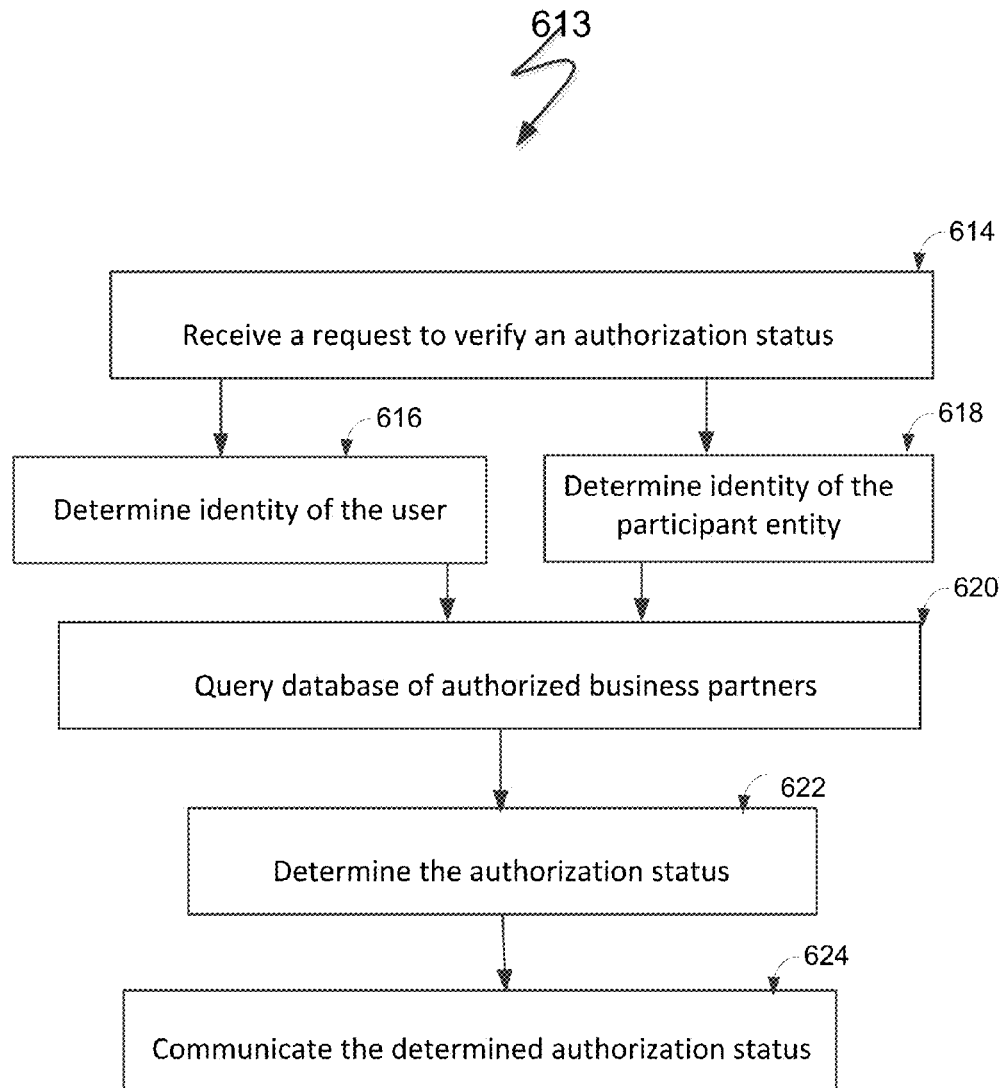 613
614
Receive a request to verify an authorization status
616
618
Determine identity of the user
Determine identity of the
participant entity
620
Query database of authorized business partners
622
Determine the authorization status
624
Communicate the determined authorization status